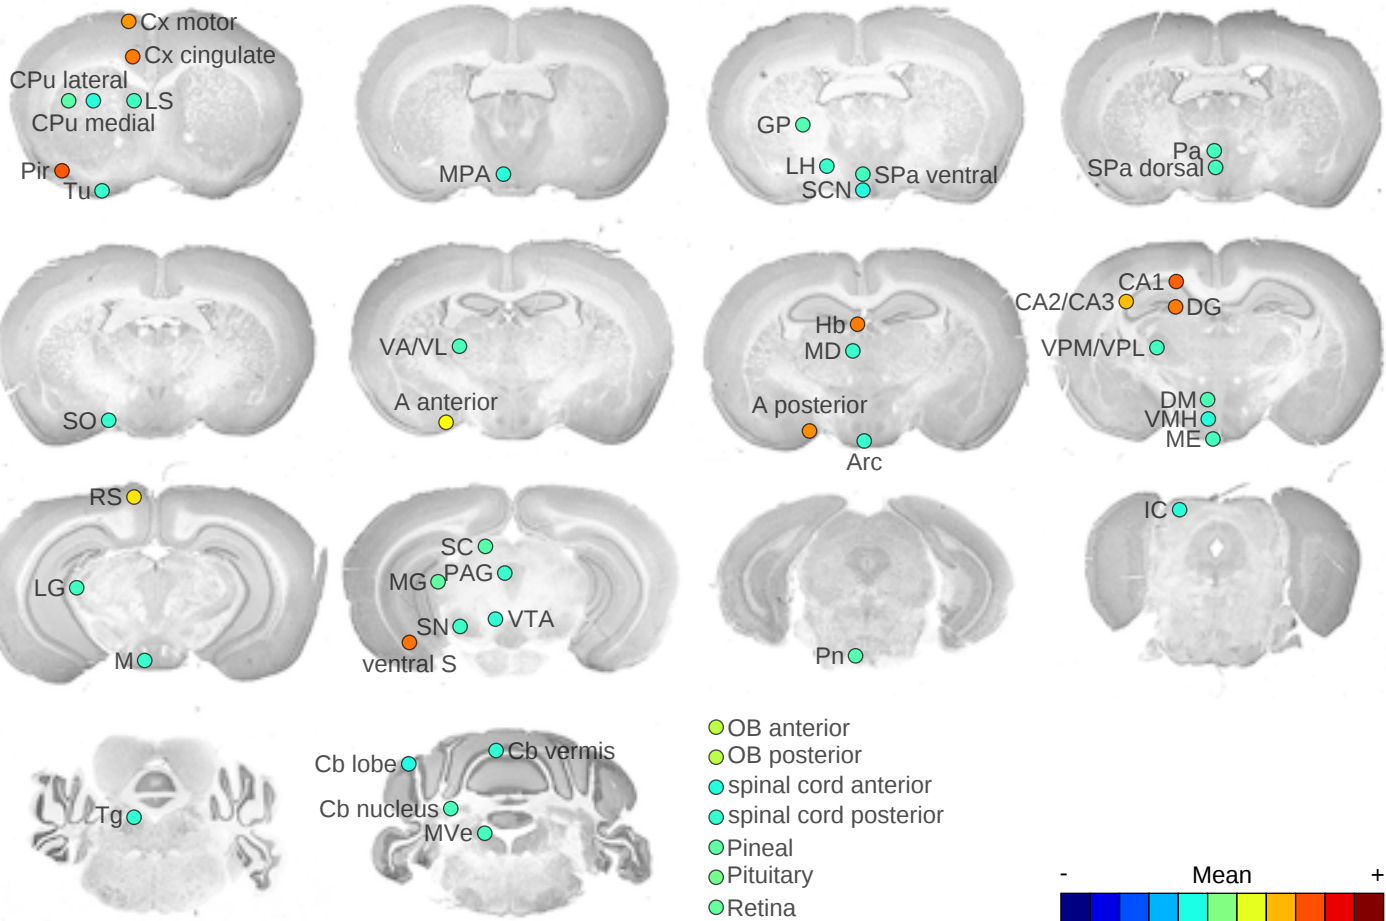 Cx motor
Cx cingulate
CPu lateral
LS
CPu medial
Pir
Tu
MPA
GP
LH
SPa ventral
SCN
Pa
SPa dorsal
SO
VA/VL
A anterior
Hb
MD
A posterior
Arc
CA1
CA2/CA3
DG
VPM/VPL
DM
VMH
ME
RS
LG
M
SC
MG
PAG
SN
VTA
ventral S
Pn
IC
Tg
Cb lobe
Cb vermis
Cb nucleus
MVe
OB anterior
OB posterior
spinal cord anterior
spinal cord posterior
Pineal
Pituitary
Retina
- Mean +